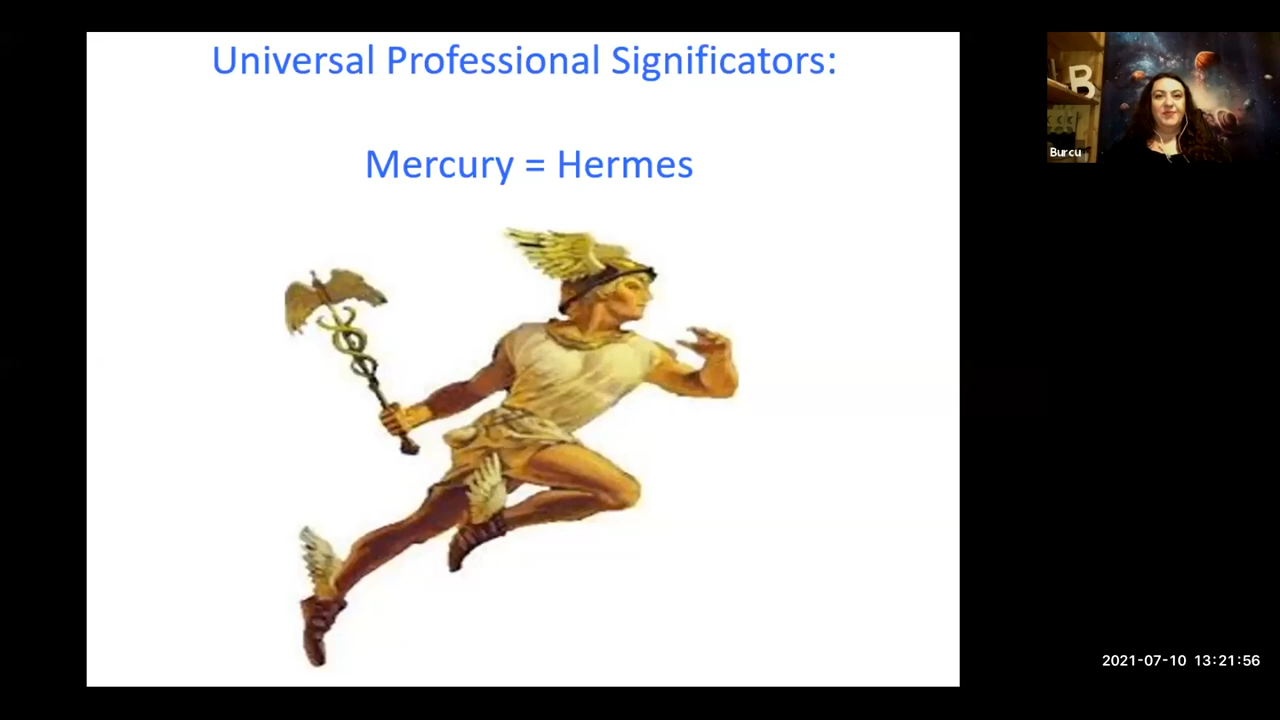 Universal Professional Significators:
Mercury = Hermes
B
Burcu
2021-07-10 13:21:56